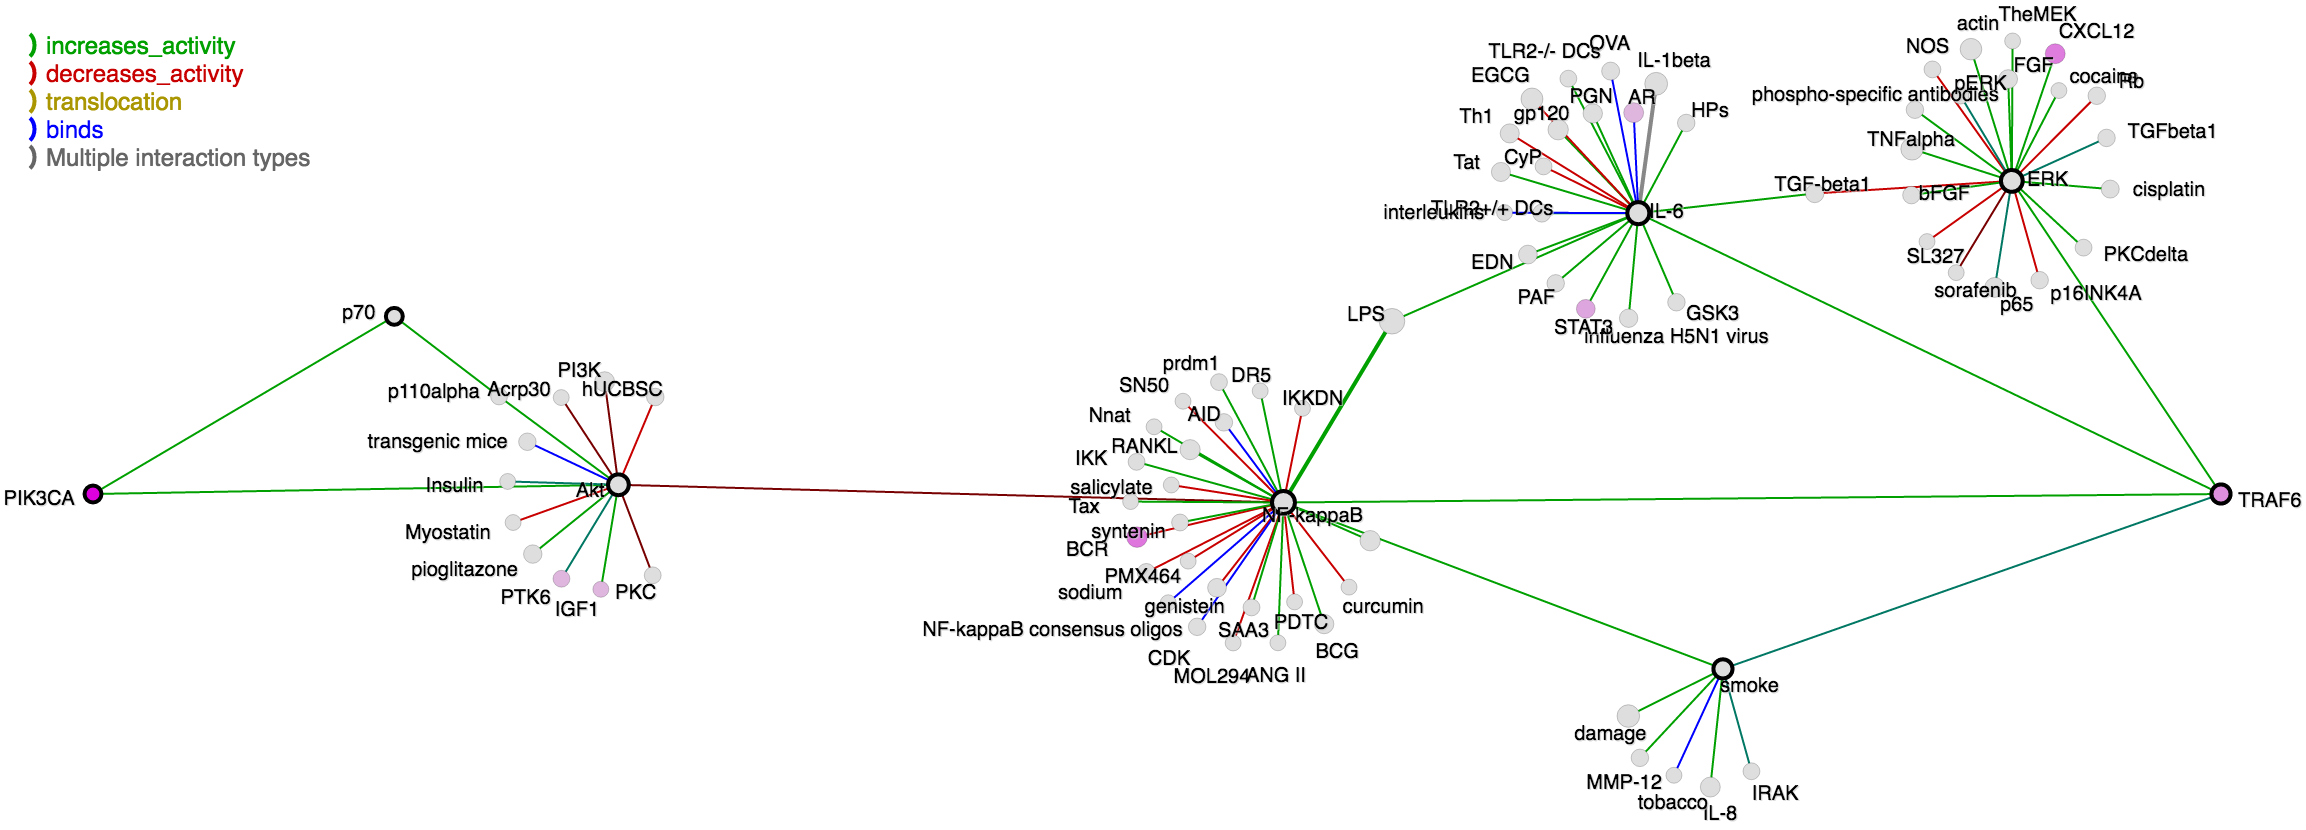 increases_activity
decreases_activity
translocation
binds
Multiple interaction types
TheMEK
actin
CXCL12
NOS
FGF
cocaine
Rb
pERK
phospho-specific antibodies
TGFbeta1
TNFalpha
ERK
TGF-beta1
bFGF
cisplatin
SL327
PKCdelta
sorafenib
p65
p16INK4A
OVA
TLR2-/- DCs
IL-1beta
EGCG
PGN
AR
HPs
Th1
gp120
Tat
CyP
interleukins
TLR2+/+ DCs
IL-6
EDN
PAF
STAT3
GSK3
influenza H5N1 virus
LPS
p70
PI3K
p110alpha
Acrp30
hUCBSC
transgenic mice
Insulin
Akt
PIK3CA
Myostatin
pioglitazone
PTK6
IGF1
PKC
prdm1
SN50
DR5
IKKDN
Nnat
AID
RANKL
IKK
salicylate
Tax
NF-kappaB
syntenin
BCR
PMX464
sodium
genistein
curcumin
NF-kappaB consensus oligos
SAA3
PDTC
CDK
BCG
MOL294
ANG II
TRAF6
smoke
damage
MMP-12
tobacco
IL-8
IRAK